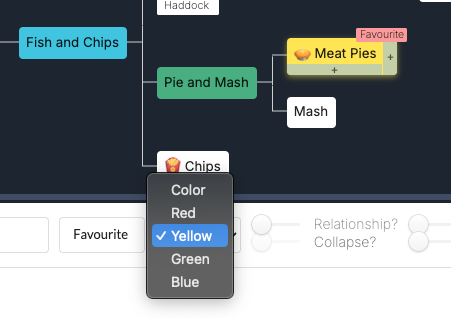 Haddock
Favourite
Fish and Chips
Meat Pies
+
+
Pie and Mash
Mash
Chips
Color
Red
Favourite
✓ Yellow
Relationship?
Collapse?
Green
Blue